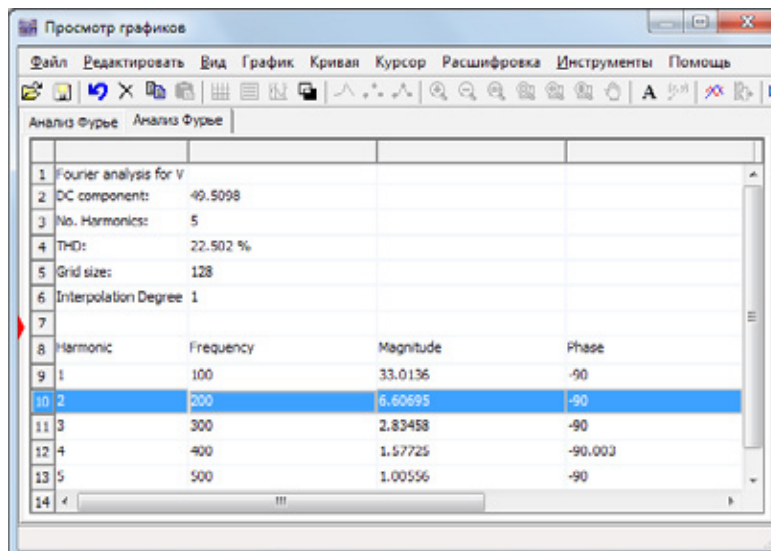 Просмотр графиков
Файл Редактировать Вид График Кривая Курсор Расшифровка Инструменты Помощь
A
Анализ Фурье Анализ Фурье
1 Fourier analysis for V
2 DC component: 49.5098
3 No. Harmonics: 5
4 THD: 22.502 %
5 Grid size: 128
6 Interpolation Degree 1
7
8 Harmonic Frequency Magnitude Phase
9 1 100 33.0136 -90
10 2 200 6.60695 -90
11 3 300 2.83458 -90
12 4 400 1.57725 -90.003
13 5 500 1.00556 -90
14